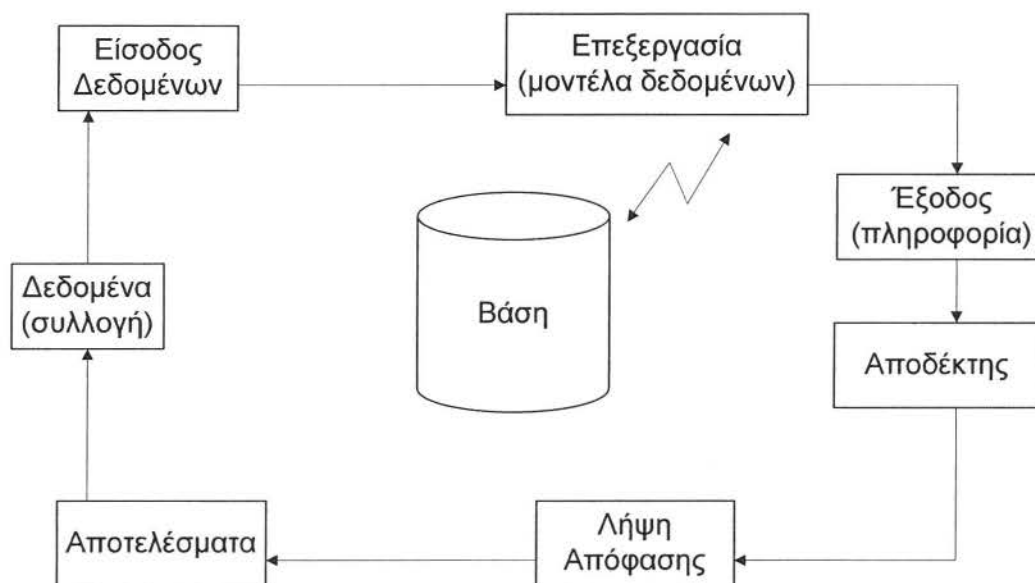 Είσοδος
Δεδομένων
Επεξεργασία
(μοντέλα δεδομένων)
Έξοδος
(πληροφορία)
Δεδομένα
(συλλογή)
Βάση
Αποδέκτης
Αποτελέσματα
Λήψη
Απόφασης